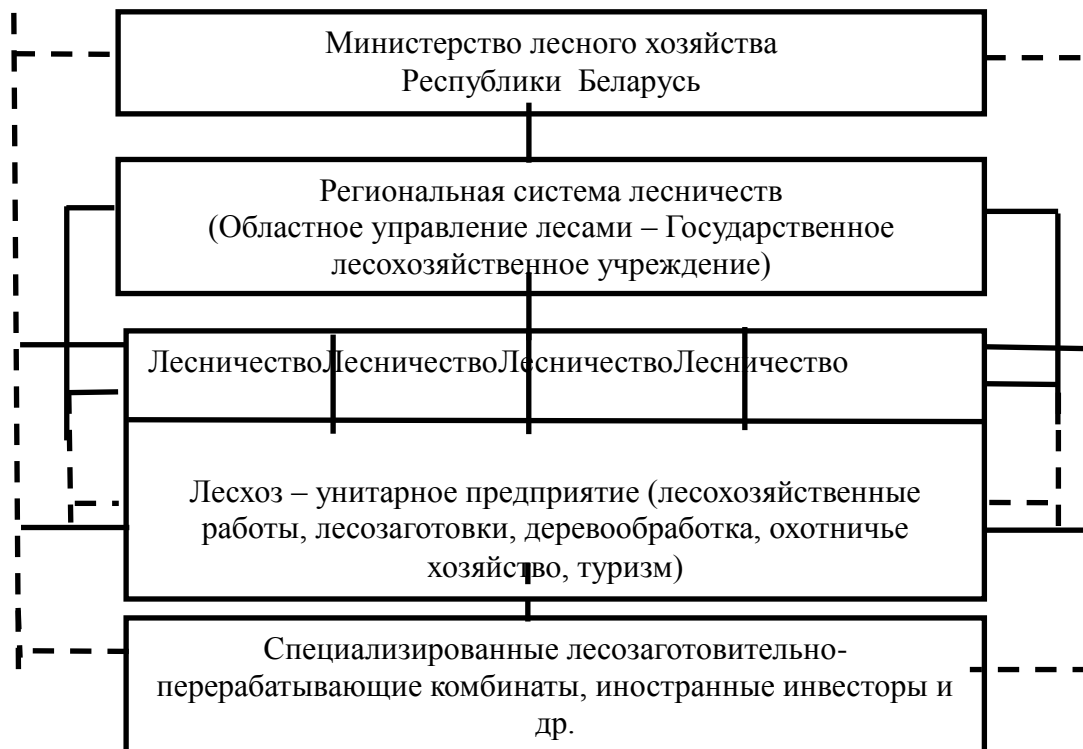 Министерство лесного хозяйства
Республики Беларусь
Региональная система лесничеств
(Областное управление лесами – Государственное
лесохозяйственное учреждение)
ЛесничествоЛесничествоЛесничествоЛесничество
Лесхоз – унитарное предприятие (лесохозяйственные
работы, лесозаготовки, деревообработка, охотничье
хозяйство, туризм)
Специализированные лесозаготовительно-
перерабатывающие комбинаты, иностранные инвесторы и
др.